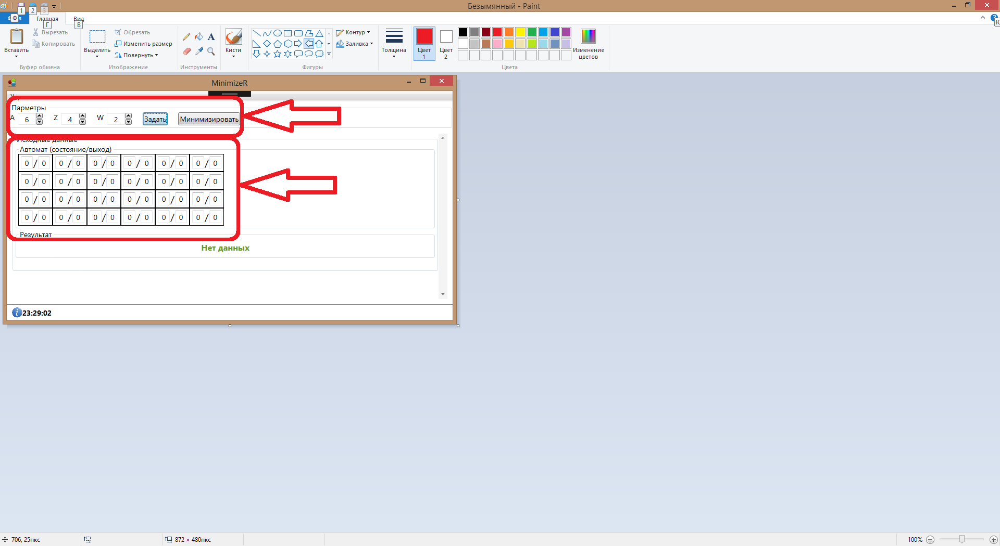 1 2 3
Безымянный - Paint
Ф Главная Вид
Г В
Вставить
Вырезать
Копировать
Буфер обмена
Выделить
Обрезать
Изменить размер
Повернуть
Изображение
A
Инструменты
Кисти
Фигуры
Контур
Заливка
Толщина
Цвет 1
Цвет 2
Изменение цветов
Цвета
MinimizeR
Парметры
A 6 Z 4 W 2 Задать Минимизировать
Исходные данные
Автомат (состояние/выход)
0 / 0 0 / 0 0 / 0 0 / 0 0 / 0 0 / 0
0 / 0 0 / 0 0 / 0 0 / 0 0 / 0 0 / 0
0 / 0 0 / 0 0 / 0 0 / 0 0 / 0 0 / 0
0 / 0 0 / 0 0 / 0 0 / 0 0 / 0 0 / 0
Результат
Нет данных
i 23:29:02
706, 25пкс
872 × 480пкс
100%